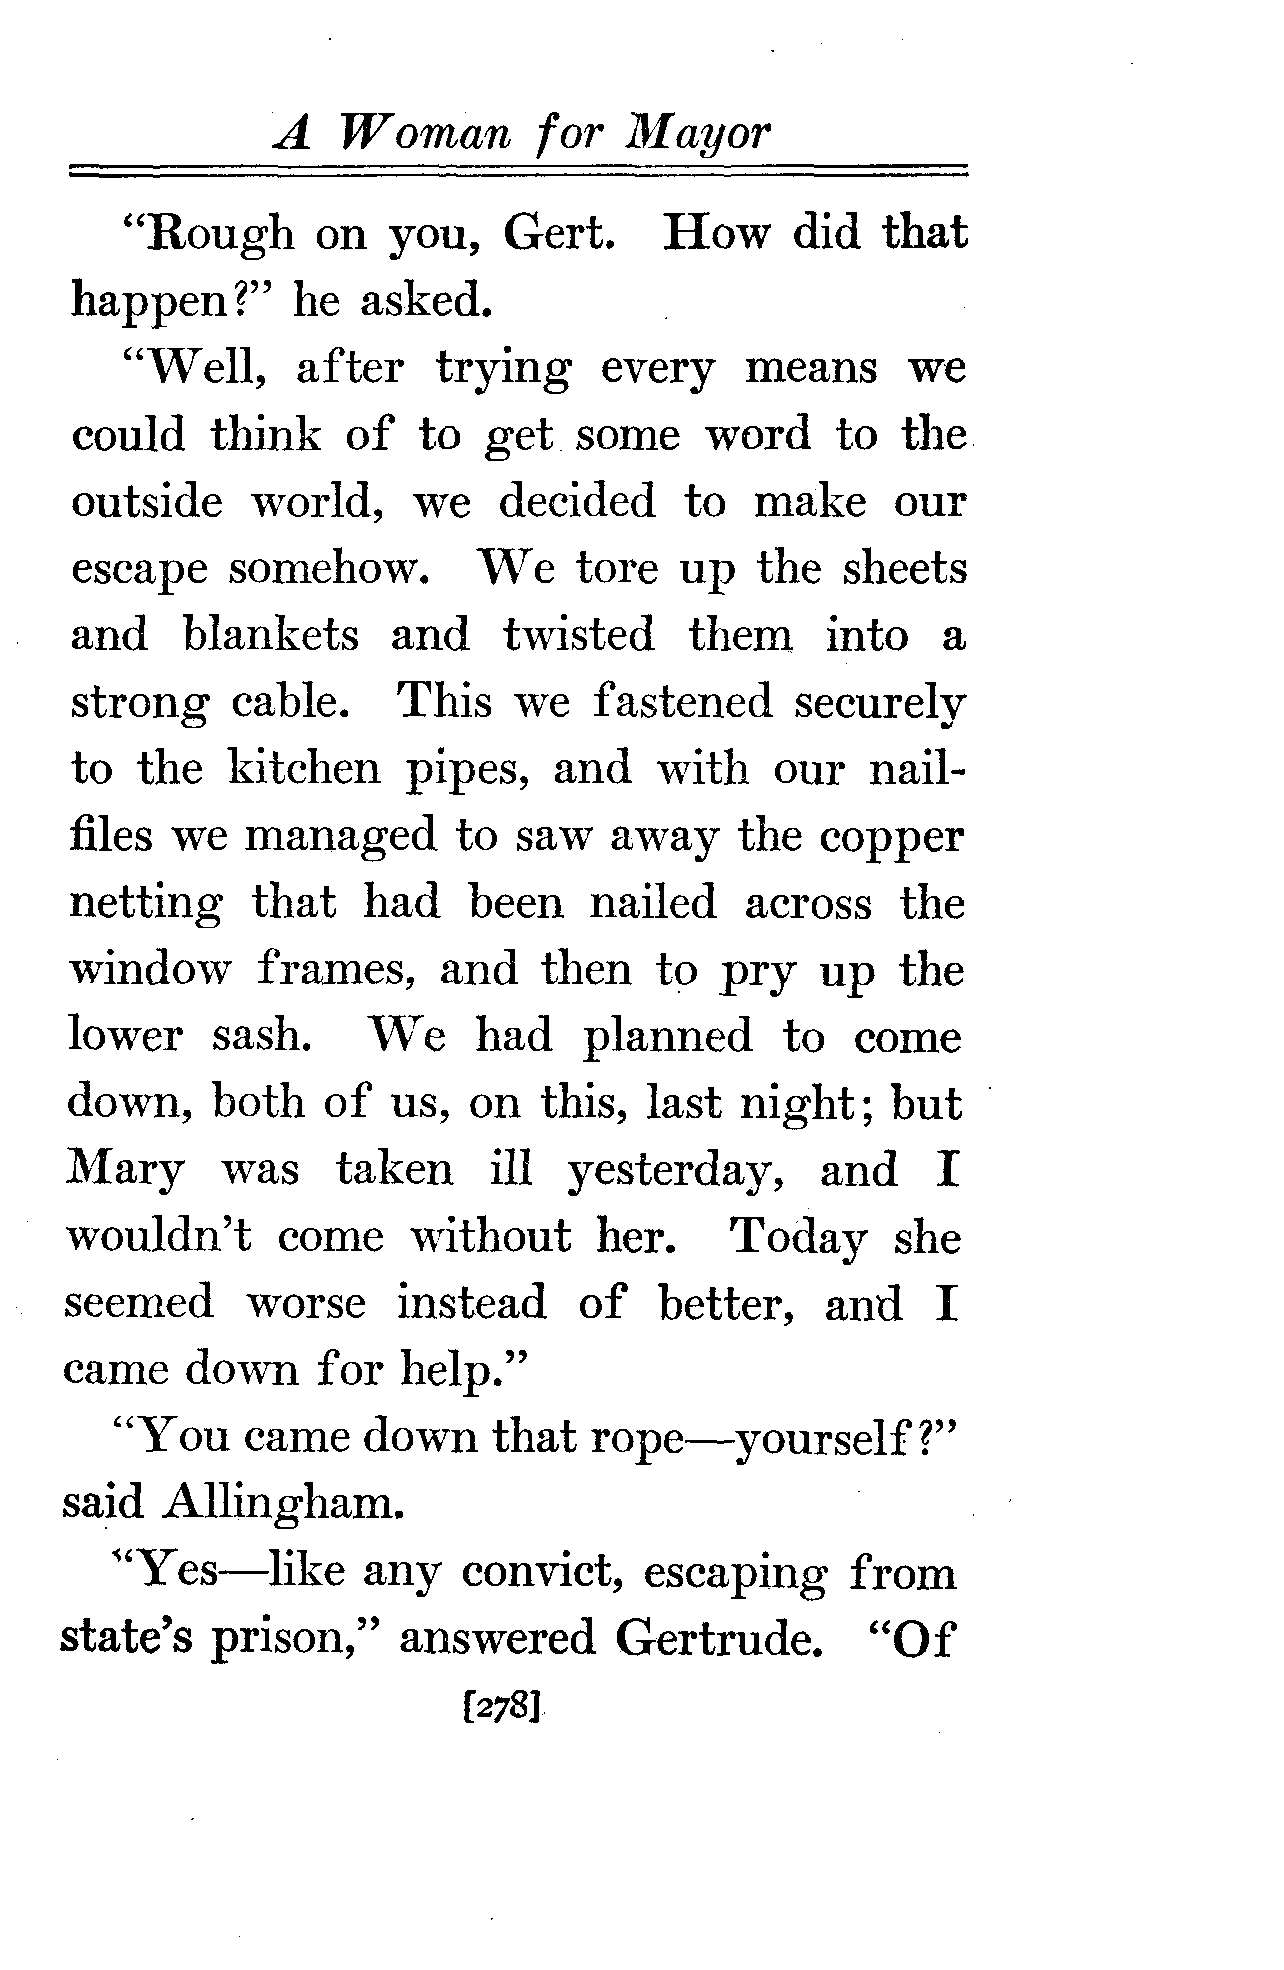 A Woman for Mayor
“Rough on you, Gert. How did that
happen?” he asked.
“Well, after trying every means we
could think of to get some word to the
outside world, we decided to make our
escape somehow. We tore up the sheets
and blankets and twisted them into a
strong cable. This we fastened securely
to the kitchen pipes, and with our nail-
files we managed to saw away the copper
netting that had been nailed across the
window frames, and then to pry up the
lower sash. We had planned to come
down, both of us, on this, last night; but
Mary was taken ill yesterday, and I
wouldn’t come without her. Today she
seemed worse instead of better, and I
came down for help.”
“You came down that rope—yourself?”
said Allingham.
“Yes—like any convict, escaping from
state’s prison,” answered Gertrude. “Of
[278]